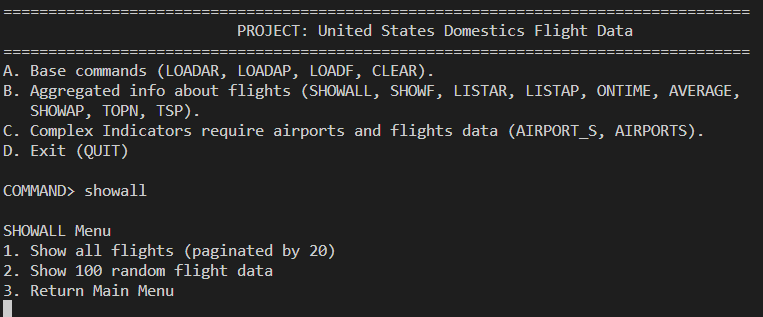 ===================================================================================
PROJECT: United States Domestics Flight Data
===================================================================================
A. Base commands (LOADAR, LOADAP, LOADF, CLEAR).
B. Aggregated info about flights (SHOWALL, SHOWF, LISTAR, LISTAP, ONTIME, AVERAGE,
SHOWAP, TOPN, TSP).
C. Complex Indicators require airports and flights data (AIRPORT_S, AIRPORTS).
D. Exit (QUIT)
COMMAND> showall
SHOWALL Menu
1. Show all flights (paginated by 20)
2. Show 100 random flight data
3. Return Main Menu